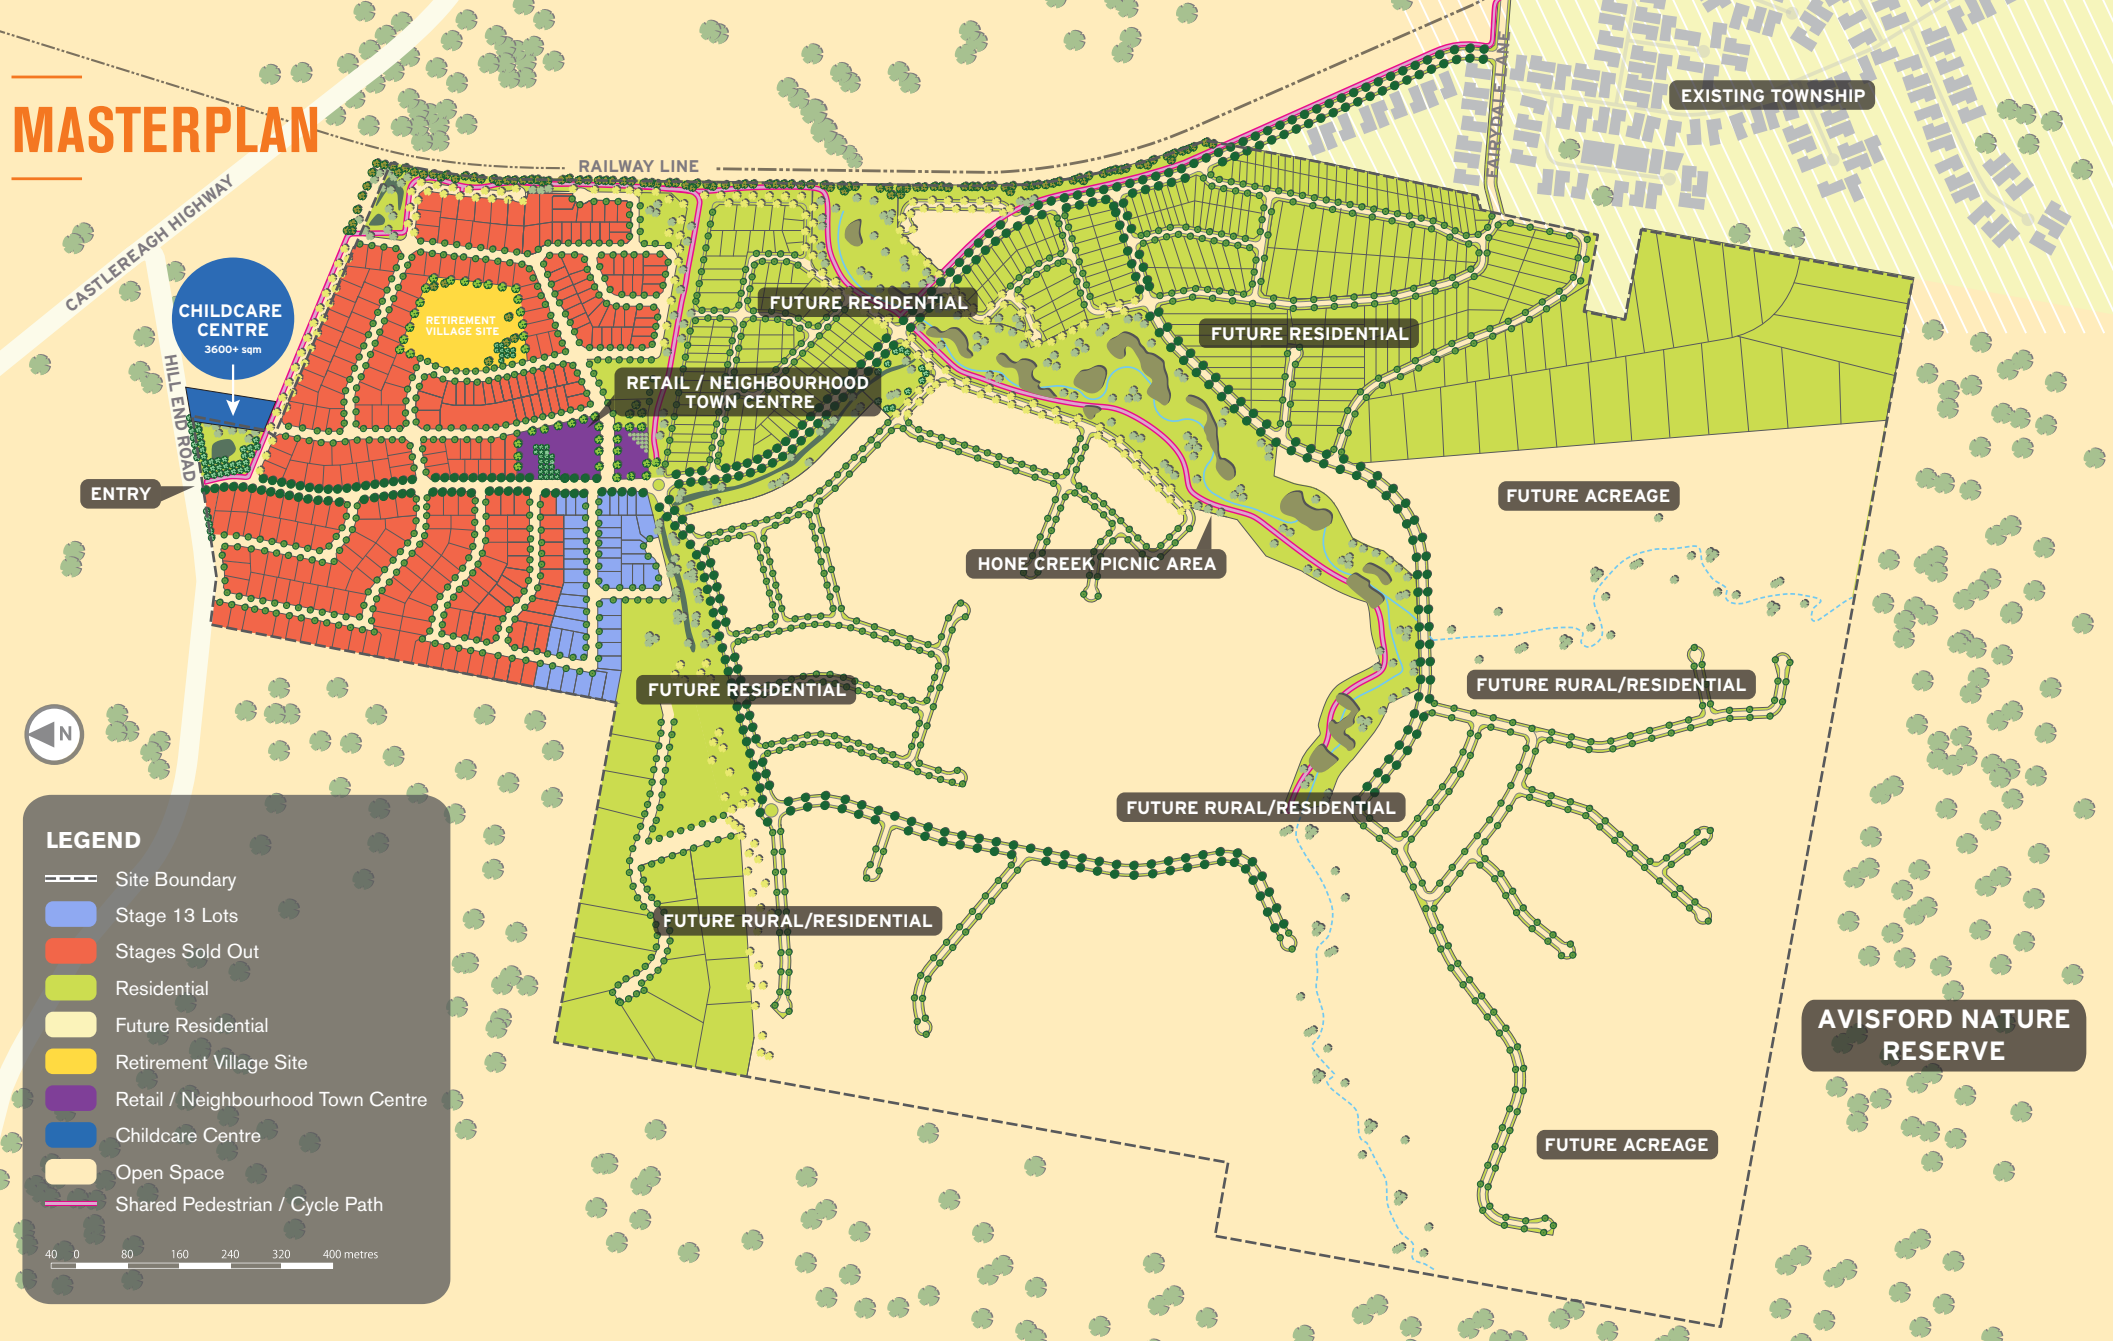 MASTERPLAN
RAILWAY LINE
FAIRYDALE LANE
EXISTING TOWNSHIP
CASTLEREAGH HIGHWAY
CHILDCARE
CENTRE
3600+ sqm
HILL END ROAD
RETIREMENT
VILLAGE SITE
FUTURE RESIDENTIAL
FUTURE RESIDENTIAL
RETAIL / NEIGHBOURHOOD
TOWN CENTRE
ENTRY
FUTURE ACREAGE
HONE CREEK PICNIC AREA
FUTURE RESIDENTIAL
FUTURE RURAL/RESIDENTIAL
N
FUTURE RURAL/RESIDENTIAL
FUTURE RURAL/RESIDENTIAL
AVISFORD NATURE
RESERVE
FUTURE ACREAGE
LEGEND
Site Boundary
Stage 13 Lots
Stages Sold Out
Residential
Future Residential
Retirement Village Site
Retail / Neighbourhood Town Centre
Childcare Centre
Open Space
Shared Pedestrian / Cycle Path
40 0 80 160 240 320 400 metres